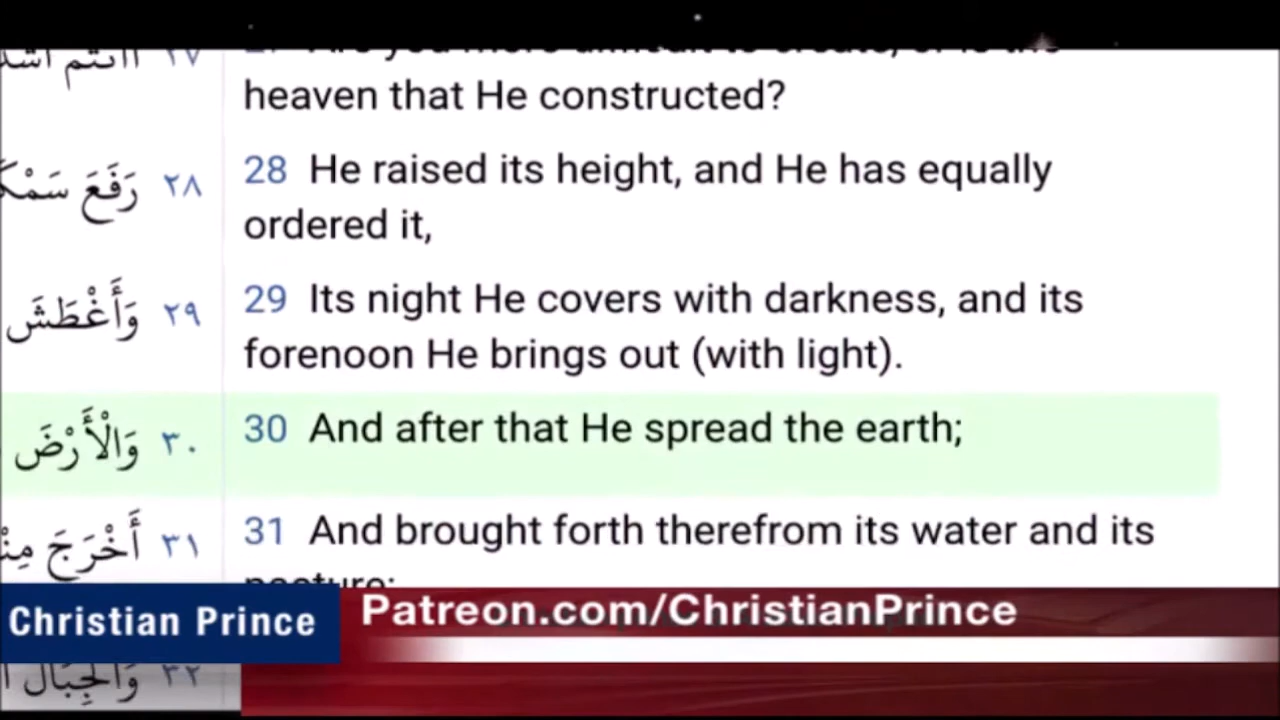 heaven that He constructed?
٢٨ رَفَعَ
28 He raised its height, and He has equally
ordered it,
٢٩ وَأَغْطَشَ
29 Its night He covers with darkness, and its
forenoon He brings out (with light).
٣٠ وَالْأَرْضَ
30 And after that He spread the earth;
٣١ أَخْرَجَ
31 And brought forth therefrom its water and its
Christian Prince
Patreon.com/ChristianPrince
٣٢ وَالْجِبَالَ